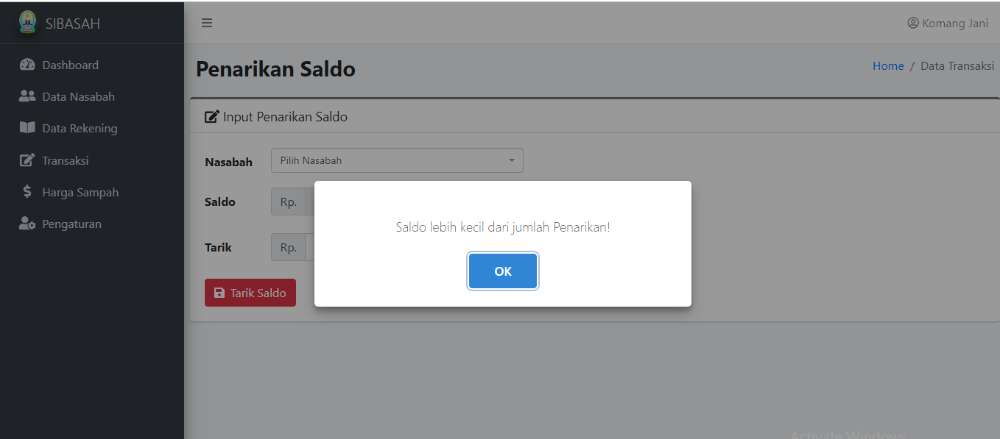 SIBASAH
Komang Jani
Dashboard
Data Nasabah
Data Rekening
Transaksi
Harga Sampah
Pengaturan
Penarikan Saldo
Home / Data Transaksi
Input Penarikan Saldo
Nasabah Pilih Nasabah
Saldo Rp.
Tarik Rp.
Tarik Saldo
Saldo lebih kecil dari jumlah Penarikan!
OK
Activate Windows